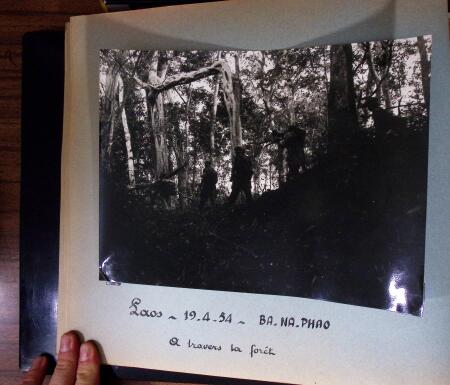 Laos - 19-4-54 - BA-NA-PHAO
A travers la forêt